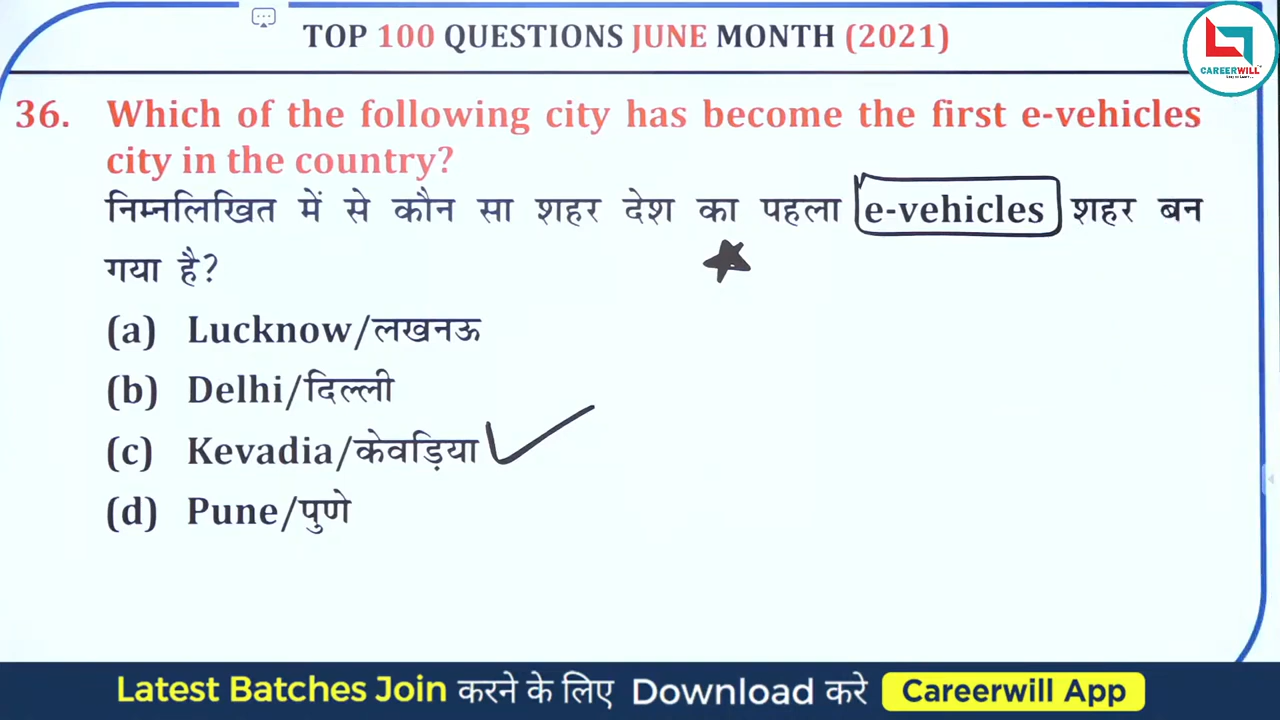 TOP 100 QUESTIONS JUNE MONTH (2021)
CAREERWILL
36. Which of the following city has become the first e-vehicles
city in the country?
निम्नलिखित में से कौन सा शहर देश का पहला e-vehicles शहर बन
गया है?
(a) Lucknow/लखनऊ
(b) Delhi/दिल्ली
(c) Kevadia/केवड़िया
(d) Pune/पुणे
Latest Batches Join करने के लिए Download करे Careerwill App